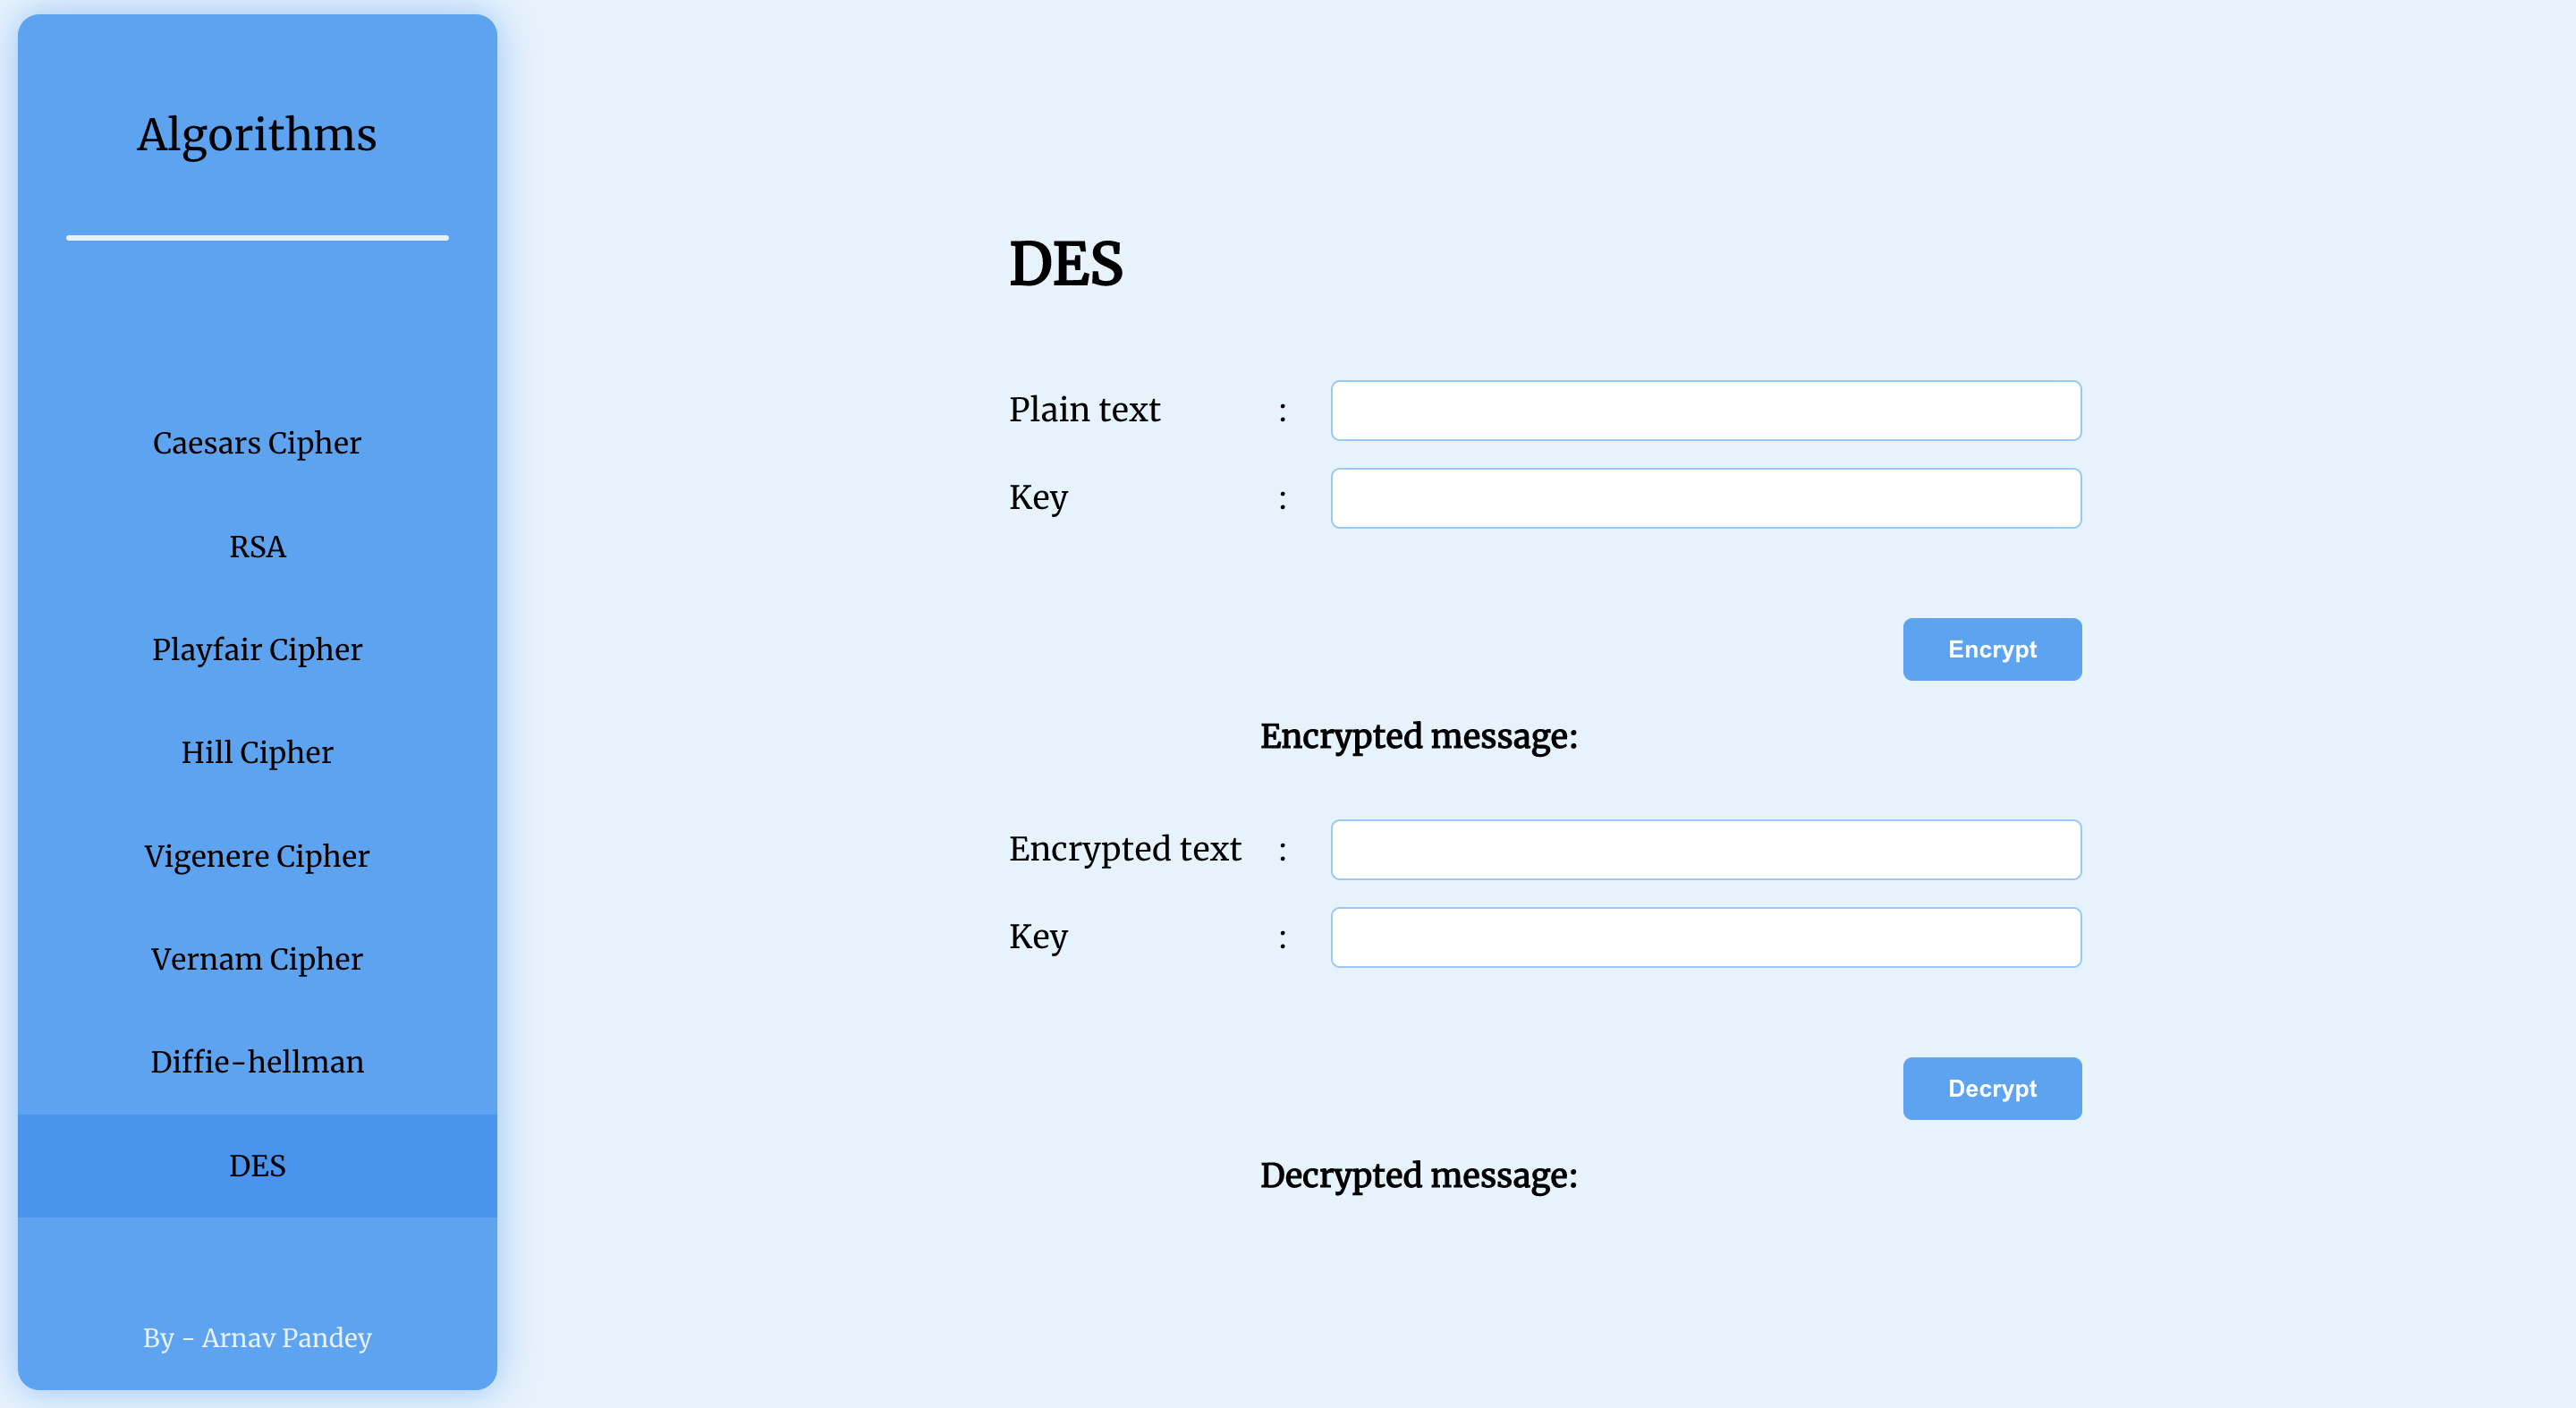 Algorithms
Caesars Cipher
RSA
Playfair Cipher
Hill Cipher
Vigenere Cipher
Vernam Cipher
Diffie-hellman
DES
By - Arnav Pandey
DES
Plain text :
Key :
Encrypt
Encrypted message:
Encrypted text :
Key :
Decrypt
Decrypted message: